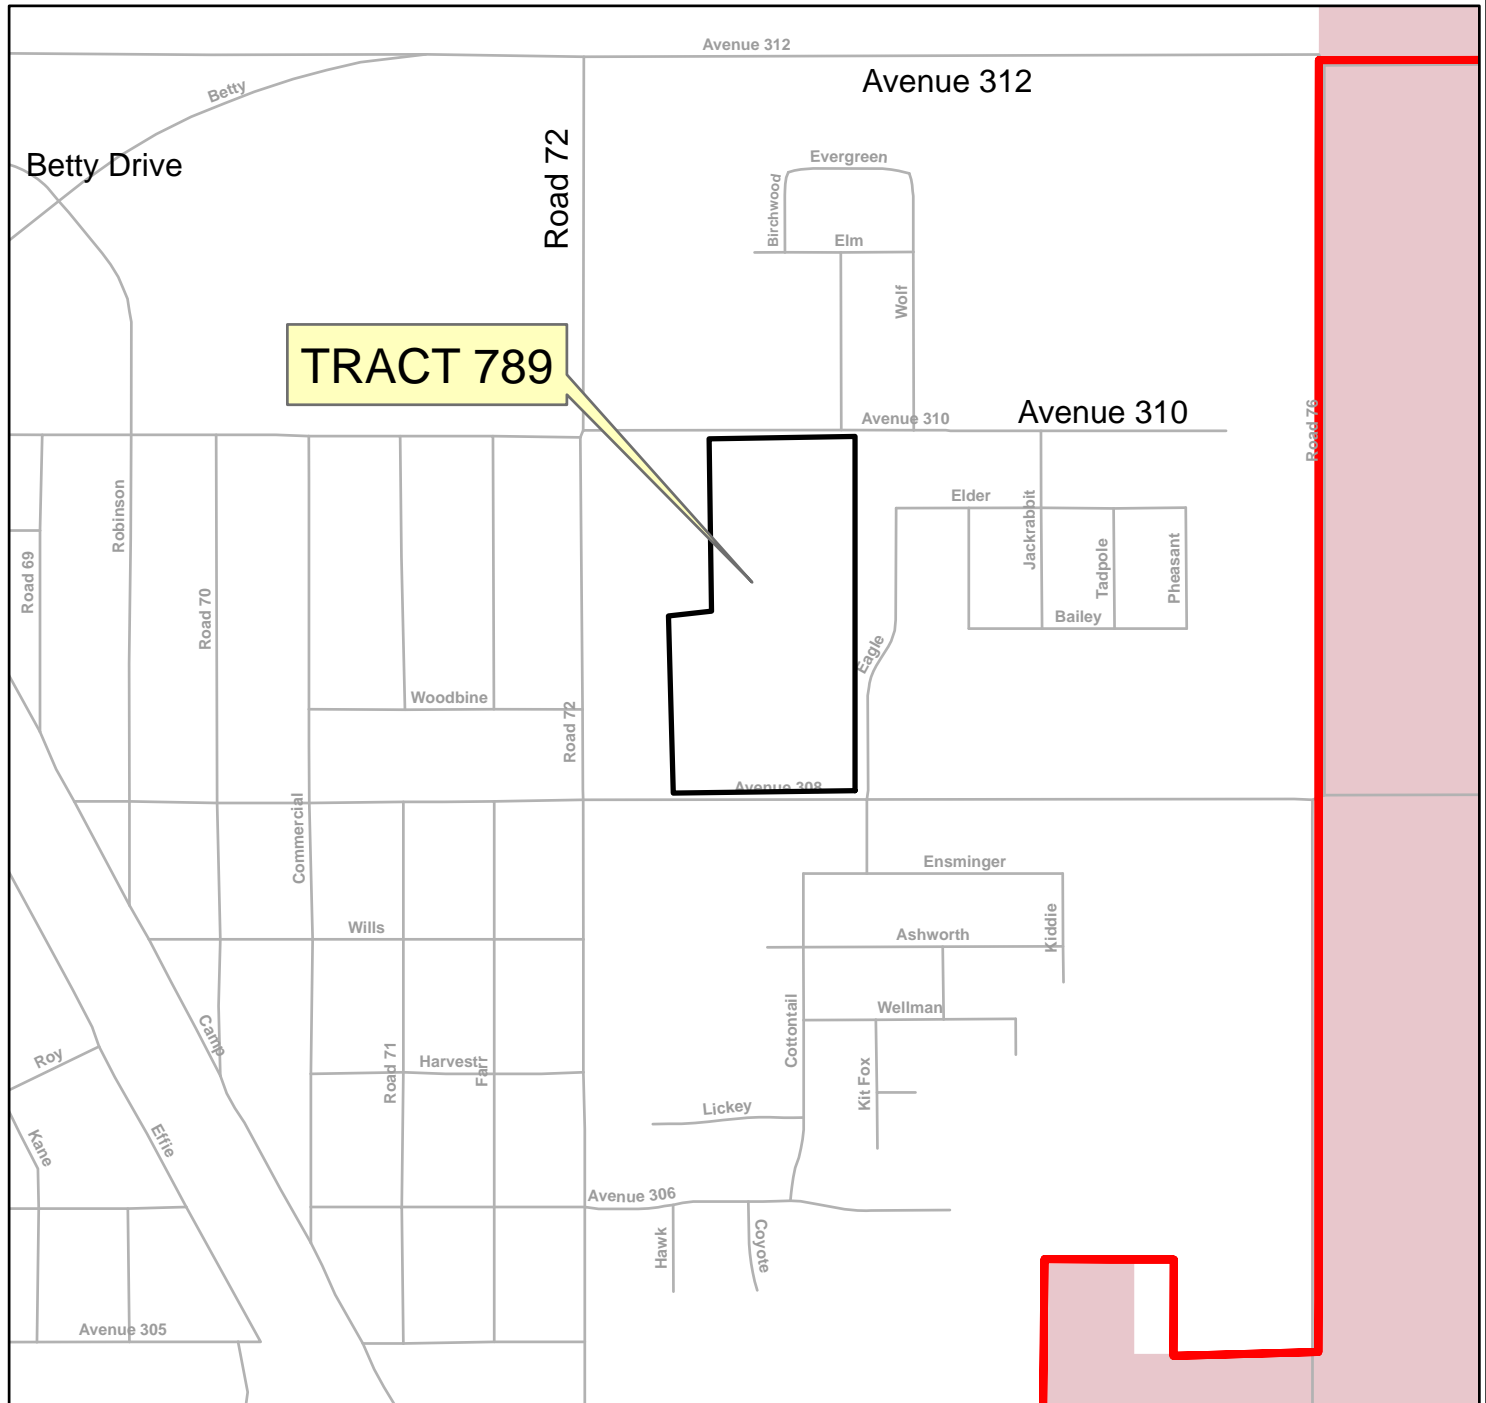 Avenue 312
Avenue 312
Betty
Betty Drive
Road 72
Evergreen
Birchwood
Elm
Wolf
TRACT 789
Avenue 310
Avenue 310
Road 76
Elder
Robinson
Road 69
Road 70
Jackrabbit
Tadpole
Pheasant
Bailey
Eagle
Woodbine
Road 72
Avenue 308
Commercial
Ensminger
Wills
Ashworth
Kiddie
Cottontail
Wellman
Camp
Roy
Road 71
Harvest
Farr
Kit Fox
Lickey
Kane
Effie
Avenue 306
Hawk
Coyote
Avenue 305